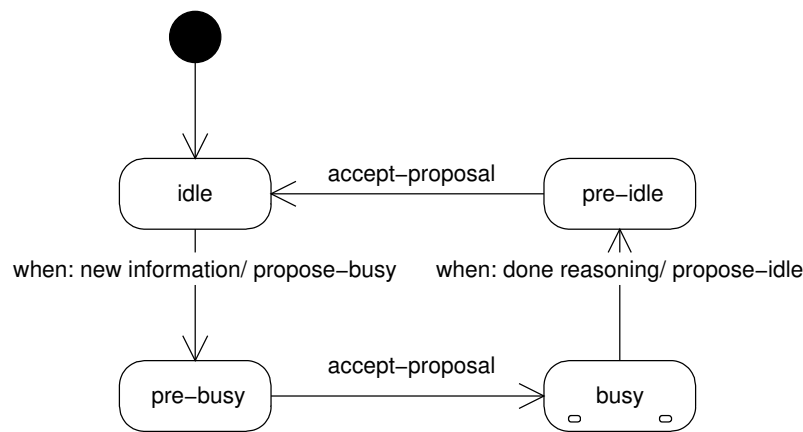 accept−proposal
idle
pre−idle
when: new information/ propose−busy
when: done reasoning/ propose−idle
accept−proposal
pre−busy
busy